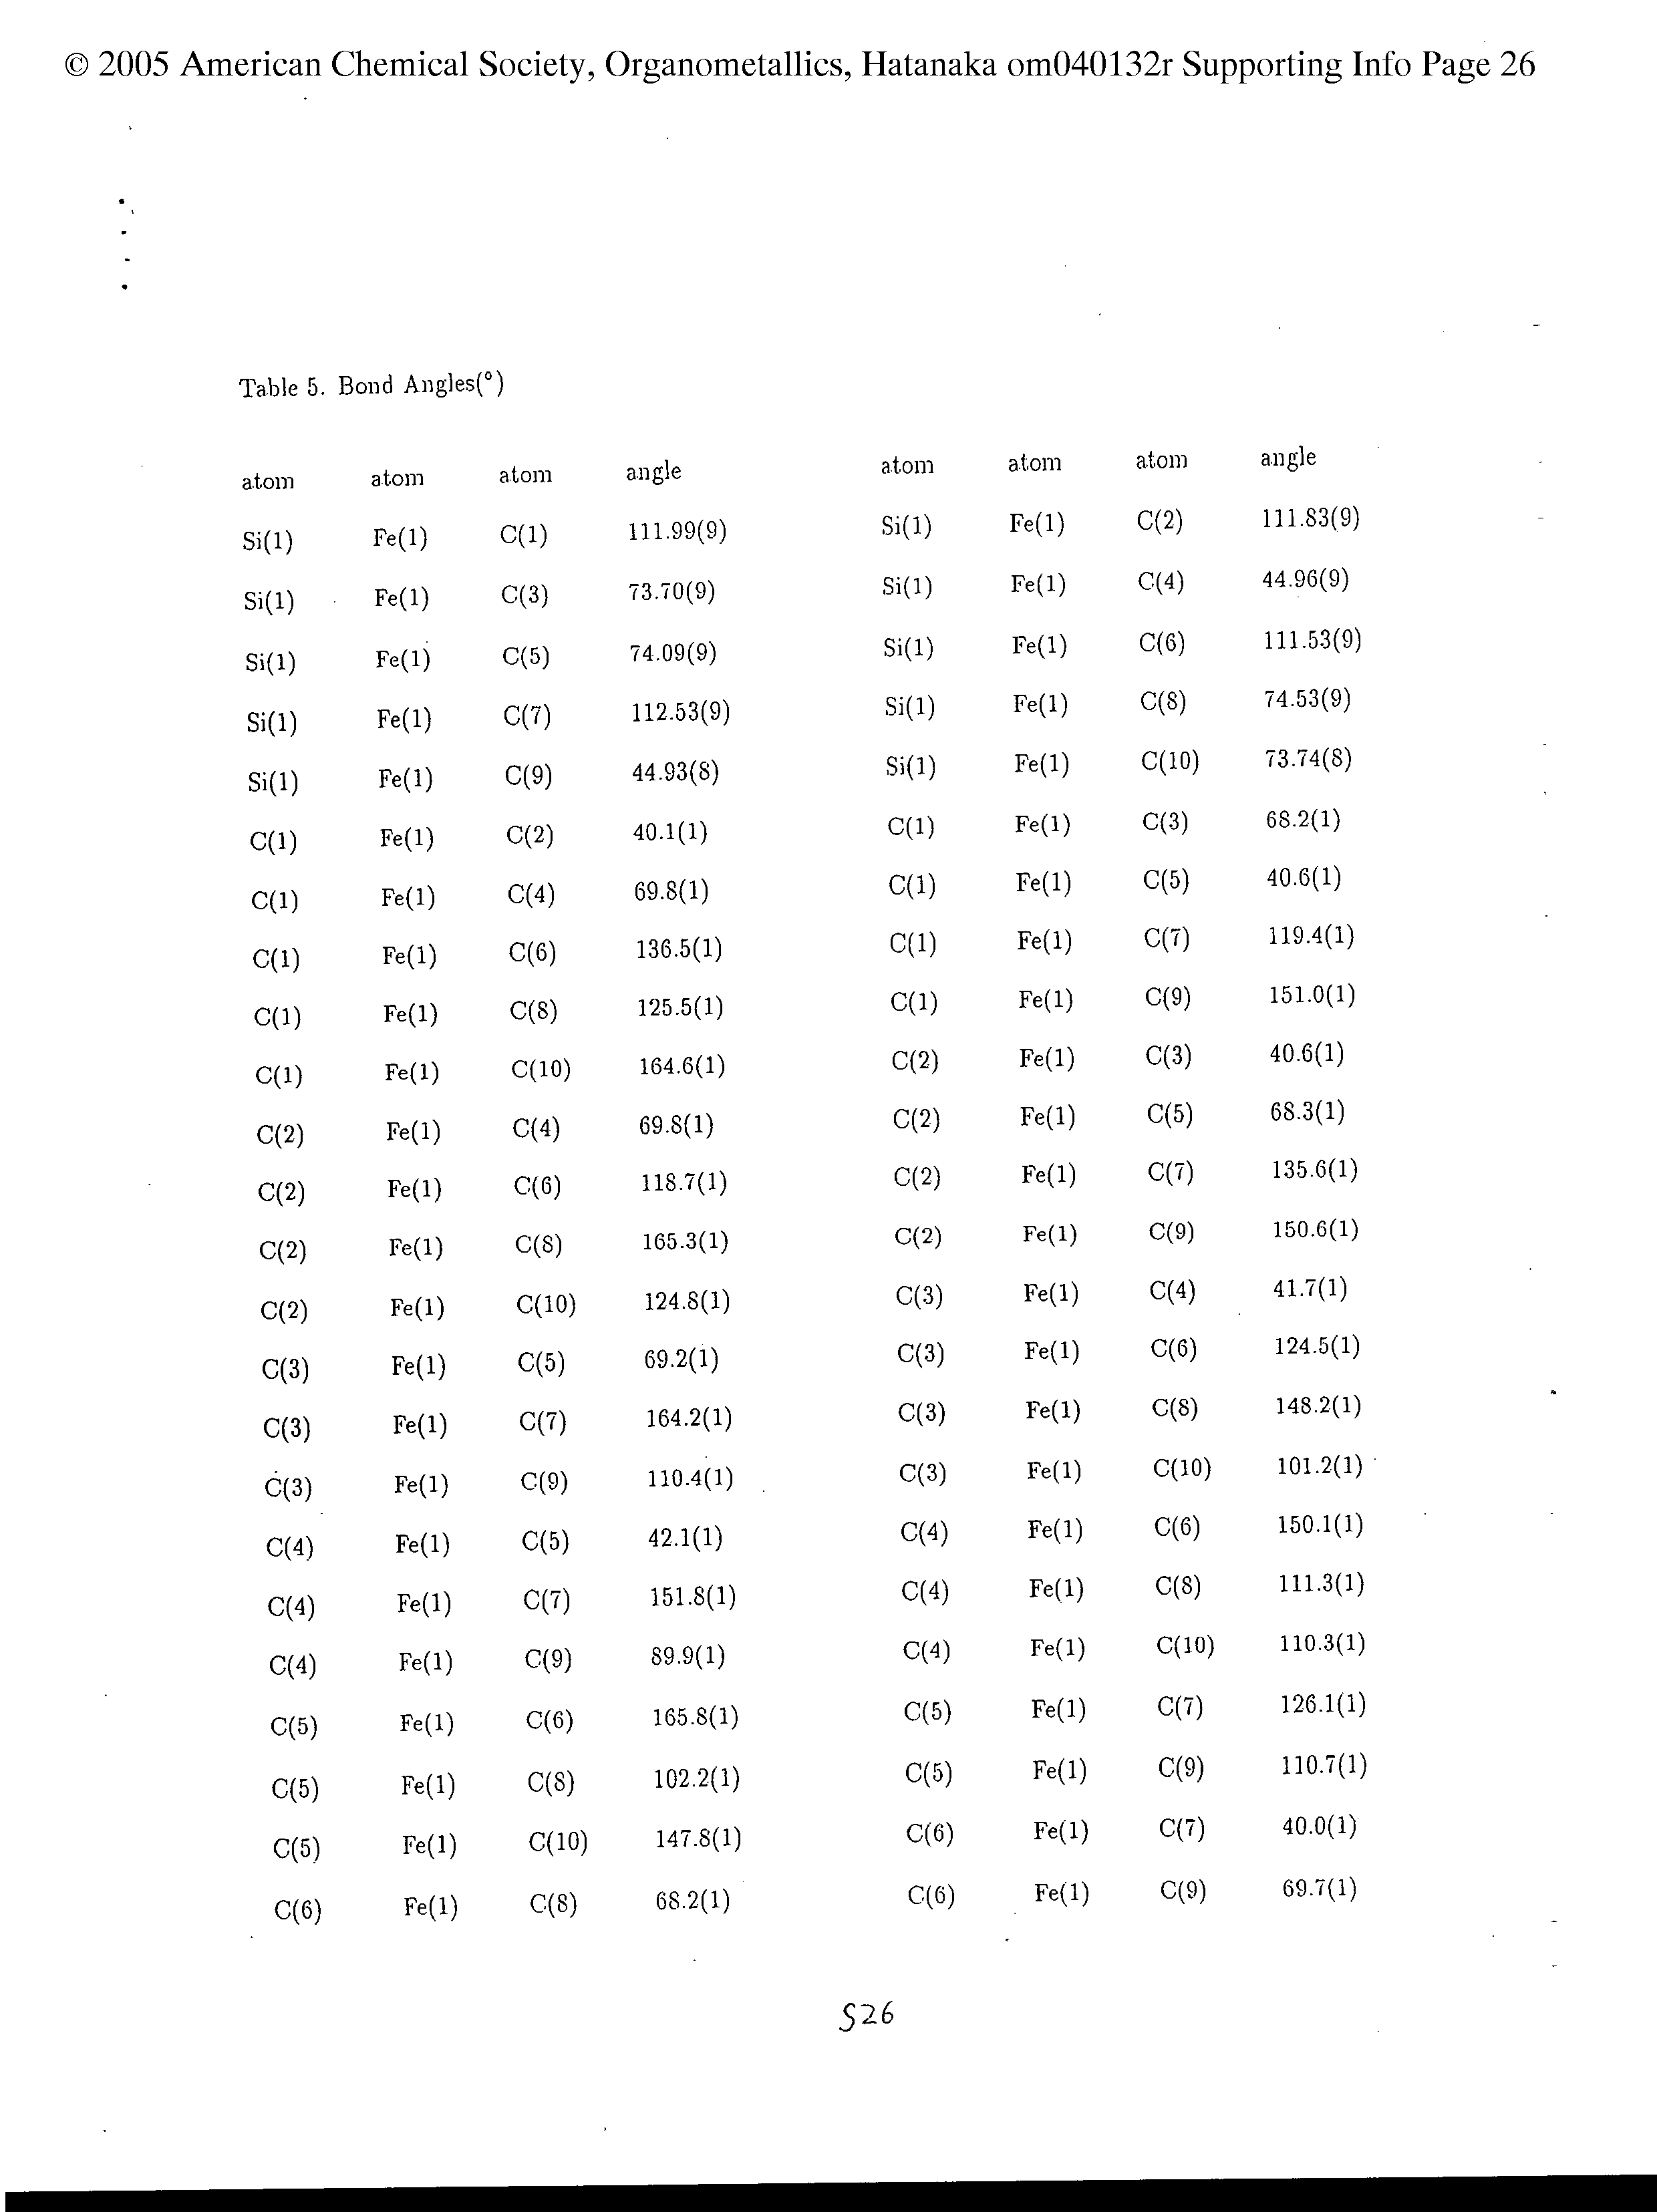 © 2005 American Chemical Society, Organometallics, Hatanaka om040132r Supporting Info Page 26
Table 5. Bond Angles(°)
atom atom atom angle atom atom atom angle
Si(1) Fe(1) C(1) 111.99(9) Si(1) Fe(1) C(2) 111.83(9)
Si(1) Fe(1) C(3) 73.70(9) Si(1) Fe(1) C(4) 44.96(9)
Si(1) Fe(1) C(5) 74.09(9) Si(1) Fe(1) C(6) 111.53(9)
Si(1) Fe(1) C(7) 112.53(9) Si(1) Fe(1) C(8) 74.53(9)
Si(1) Fe(1) C(9) 44.93(8) Si(1) Fe(1) C(10) 73.74(8)
C(1) Fe(1) C(2) 40.1(1) C(1) Fe(1) C(3) 68.2(1)
C(1) Fe(1) C(4) 69.8(1) C(1) Fe(1) C(5) 40.6(1)
C(1) Fe(1) C(6) 136.5(1) C(1) Fe(1) C(7) 119.4(1)
C(1) Fe(1) C(8) 125.5(1) C(1) Fe(1) C(9) 151.0(1)
C(1) Fe(1) C(10) 164.6(1) C(2) Fe(1) C(3) 40.6(1)
C(2) Fe(1) C(4) 69.8(1) C(2) Fe(1) C(5) 68.3(1)
C(2) Fe(1) C(6) 118.7(1) C(2) Fe(1) C(7) 135.6(1)
C(2) Fe(1) C(8) 165.3(1) C(2) Fe(1) C(9) 150.6(1)
C(2) Fe(1) C(10) 124.8(1) C(3) Fe(1) C(4) 41.7(1)
C(3) Fe(1) C(5) 69.2(1) C(3) Fe(1) C(6) 124.5(1)
C(3) Fe(1) C(7) 164.2(1) C(3) Fe(1) C(8) 148.2(1)
C(3) Fe(1) C(9) 110.4(1) C(3) Fe(1) C(10) 101.2(1)
C(4) Fe(1) C(5) 42.1(1) C(4) Fe(1) C(6) 150.1(1)
C(4) Fe(1) C(7) 151.8(1) C(4) Fe(1) C(8) 111.3(1)
C(4) Fe(1) C(9) 89.9(1) C(4) Fe(1) C(10) 110.3(1)
C(5) Fe(1) C(6) 165.8(1) C(5) Fe(1) C(7) 126.1(1)
C(5) Fe(1) C(8) 102.2(1) C(5) Fe(1) C(9) 110.7(1)
C(5) Fe(1) C(10) 147.8(1) C(6) Fe(1) C(7) 40.0(1)
C(6) Fe(1) C(8) 68.2(1) C(6) Fe(1) C(9) 69.7(1)
S26